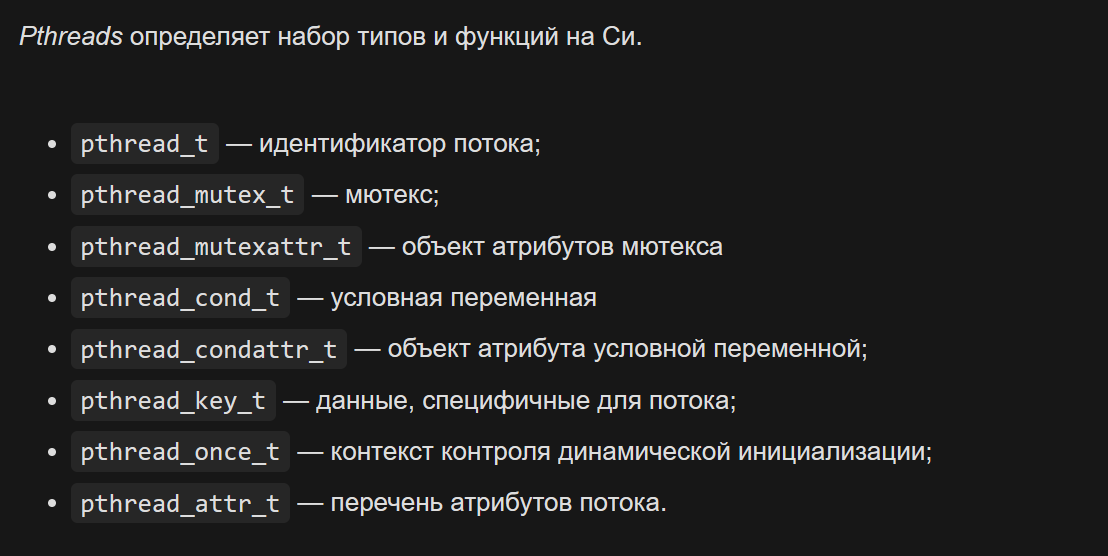 Pthreads определяет набор типов и функций на Си.
• pthread_t — идентификатор потока;
• pthread_mutex_t — мютекс;
• pthread_mutexattr_t — объект атрибутов мютекса
• pthread_cond_t — условная переменная
• pthread_condattr_t — объект атрибута условной переменной;
• pthread_key_t — данные, специфичные для потока;
• pthread_once_t — контекст контроля динамической инициализации;
• pthread_attr_t — перечень атрибутов потока.